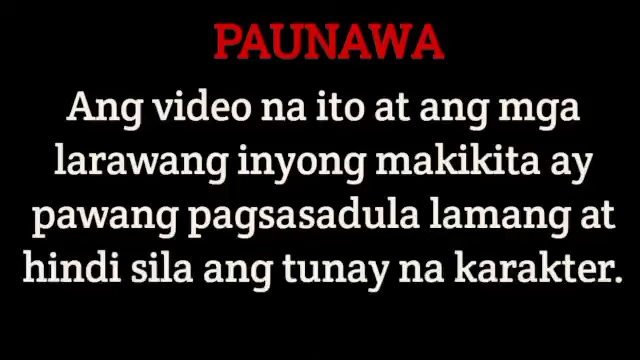 PAUNAWA
Ang video na ito at ang mga
larawang inyong makikita ay
pawang pagsasadula lamang at
hindi sila ang tunay na karakter.